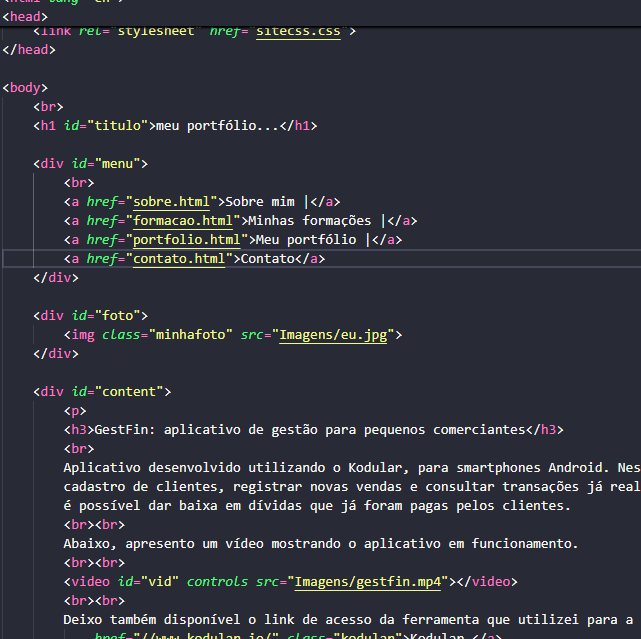 <html lang="en">
<head>
<link rel="stylesheet" href="sitecss.css">
</head>
<body>
<br>
<h1 id="titulo">meu portfólio...</h1>
<div id="menu">
<br>
<a href="sobre.html">Sobre mim |</a>
<a href="formacao.html">Minhas formações |</a>
<a href="portfolio.html">Meu portfólio |</a>
<a href="contato.html">Contato</a>
</div>
<div id="foto">
<img class="minhafoto" src="Imagens/eu.jpg">
</div>
<div id="content">
<p>
<h3>GestFin: aplicativo de gestão para pequenos comerciantes</h3>
<br>
Aplicativo desenvolvido utilizando o Kodular, para smartphones Android. Nes
cadastro de clientes, registrar novas vendas e consultar transações já real
é possível dar baixa em dívidas que já foram pagas pelos clientes.
<br><br>
Abaixo, apresento um vídeo mostrando o aplicativo em funcionamento.
<br><br>
<video id="vid" controls src="Imagens/gestfin.mp4"></video>
<br><br>
Deixo também disponível o link de acesso da ferramenta que utilizei para a
href="//www.kodular.io/" class="kodular">Kodular.</a>